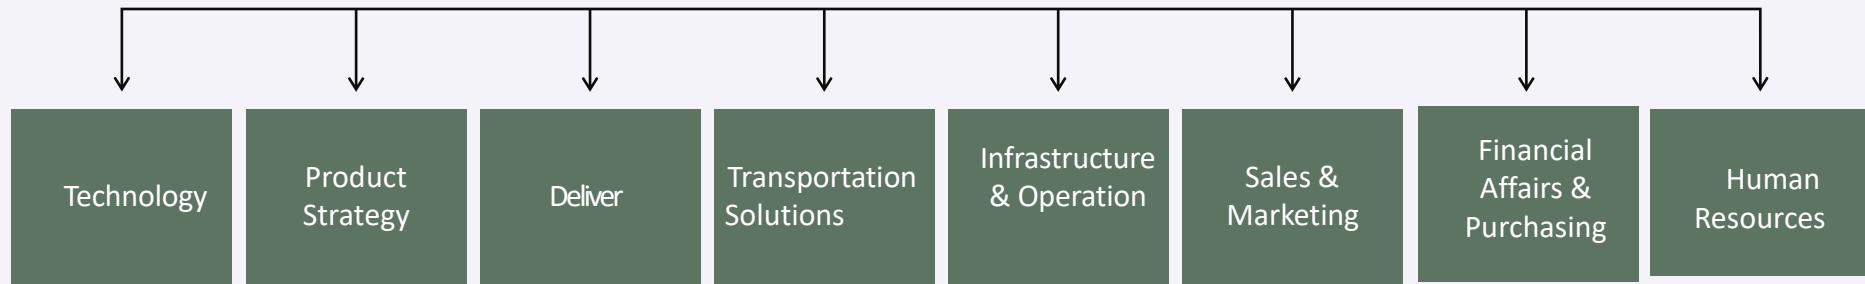 Technology
Product
Strategy
Deliver
Transportation
Solutions
Infrastructure
& Operation
Sales &
Marketing
Financial
Affairs &
Purchasing
Human
Resources